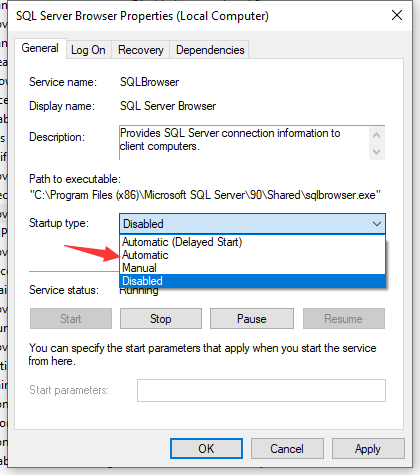 SQL Server Browser Properties (Local Computer)
General Log On Recovery Dependencies
Service name: SQLBrowser
Display name: SQL Server Browser
Description: Provides SQL Server connection information to
client computers.
Path to executable:
"C:\Program Files (x86)\Microsoft SQL Server\90\Shared\sqlbrowser.exe"
Startup type: Disabled
Automatic (Delayed Start)
Automatic
Manual
Disabled
Service status: Running
Start Stop Pause Resume
You can specify the start parameters that apply when you start the service
from here.
Start parameters:
OK Cancel Apply